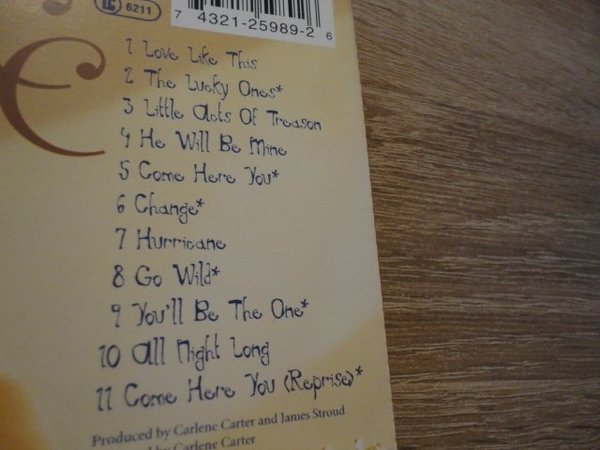 LC 6211
7 4321-25989-2 6
1 Love Like This
2 The Lucky Ones*
3 Little Acts Of Treason
4 He Will Be Mine
5 Come Here You*
6 Change*
7 Hurricane
8 Go Wild*
9 You'll Be The One*
10 All Night Long
11 Come Here You (Reprise)*
Produced by Carlene Carter and James Stroud
by Carlene Carter